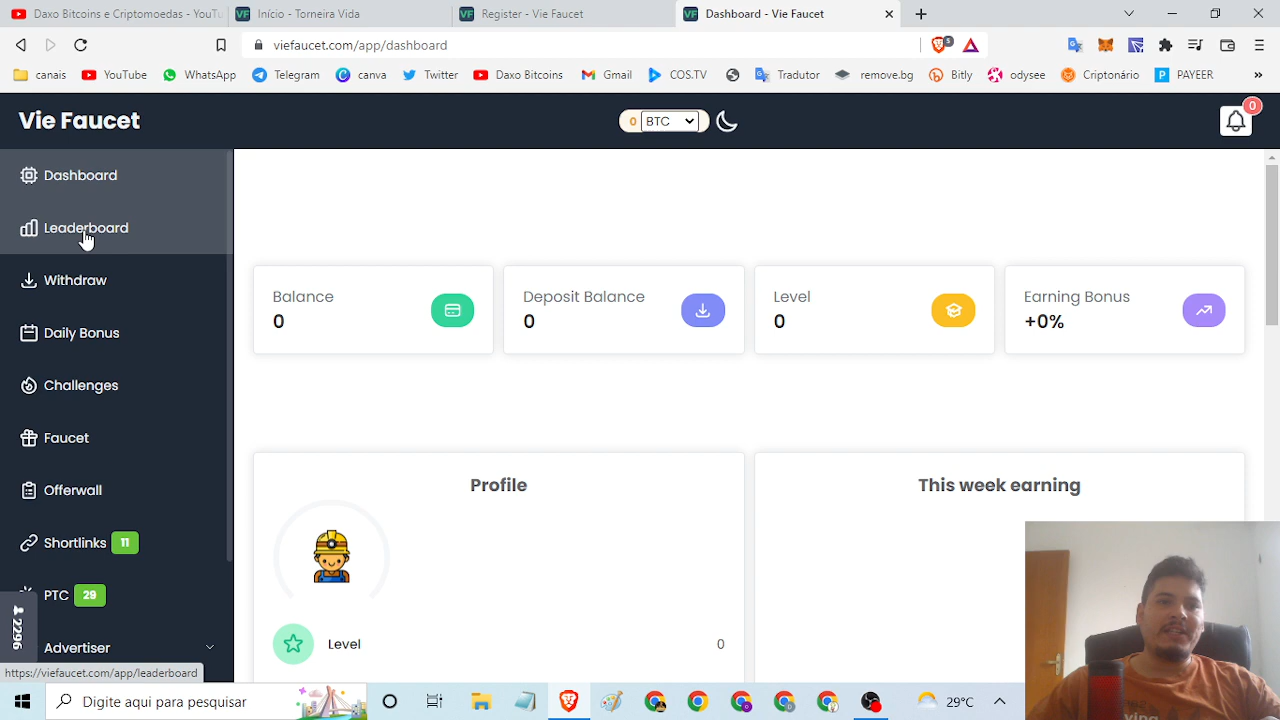 Daxo Bitcoins e Criptomoedas - YouTu
Início - Torneira Vida
Register - Vie Faucet
Dashboard - Vie Faucet
viefaucet.com/app/dashboard
5
canais
YouTube
WhatsApp
Telegram
canva
Twitter
Daxo Bitcoins
Gmail
COS.TV
Tradutor
remove.bg
Bitly
odysee
Criptonário
PAYEER
Vie Faucet
0 BTC
0
Dashboard
Leaderboard
Withdraw
Daily Bonus
Challenges
Faucet
Offerwall
Shortlinks 11
PTC 29
Advertiser
2296
https://viefaucet.com/app/leaderboard
Balance
0
Deposit Balance
0
Level
0
Earning Bonus
+0%
Profile
Level
0
This week earning
Digite aqui para pesquisar
29°C